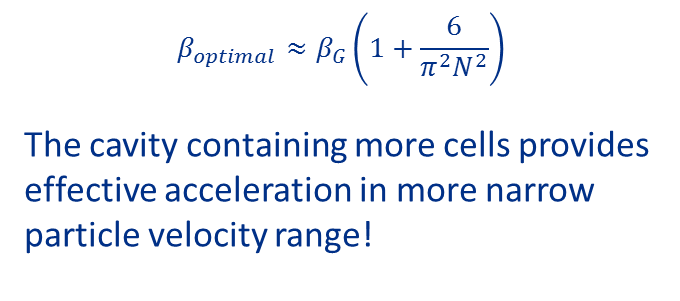 β_optimal ≈ β_G (1 + 6/(π²N²))
The cavity containing more cells provides
effective acceleration in more narrow
particle velocity range!